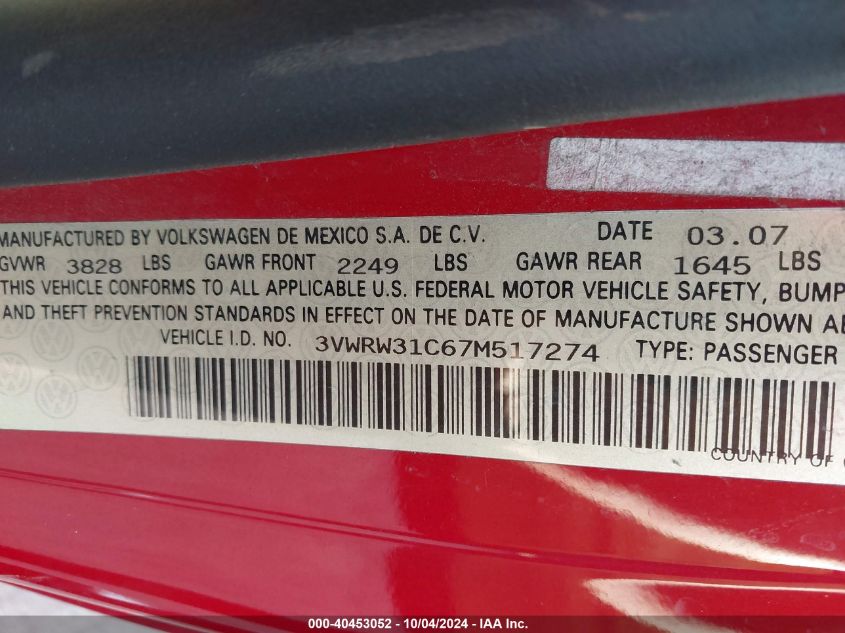 MANUFACTURED BY VOLKSWAGEN DE MEXICO S.A. DE C.V. DATE 03.07
GVWR 3828 LBS GAWR FRONT 2249 LBS GAWR REAR 1645 LBS
THIS VEHICLE CONFORMS TO ALL APPLICABLE U.S. FEDERAL MOTOR VEHICLE SAFETY, BUMP
AND THEFT PREVENTION STANDARDS IN EFFECT ON THE DATE OF MANUFACTURE SHOWN AB
VEHICLE I.D. NO. 3VWRW31C67M517274 TYPE: PASSENGER
COUNTRY OF
000-40453052 - 10/04/2024 - IAA Inc.